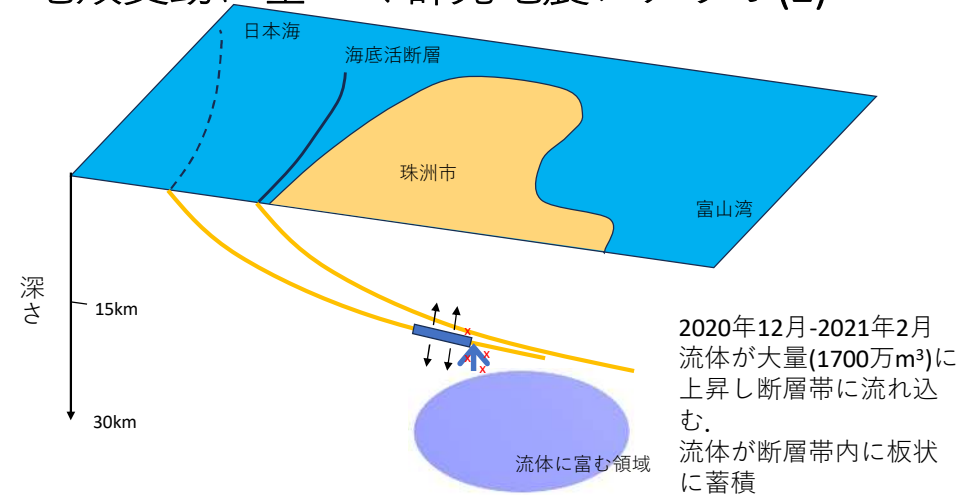 日本海
海底活断層
珠洲市
富山湾
深さ
15km
30km
2020年12月-2021年2月
流体が大量(1700万m³)に
上昇し断層帯に流れ込
む.
流体が断層帯内に板状
に蓄積
流体に富む領域
x
x
x
x